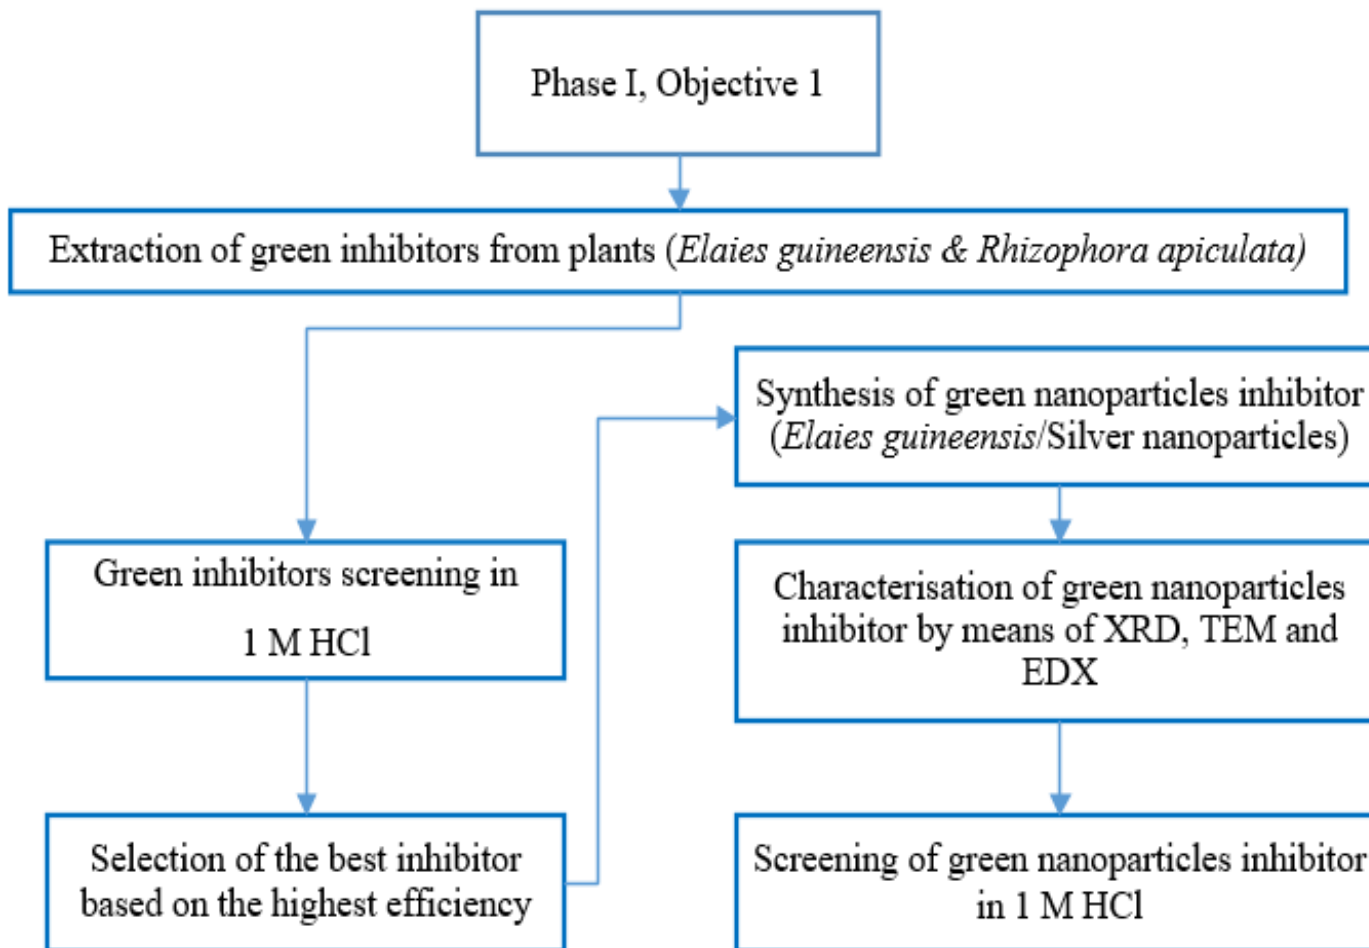 Phase I, Objective 1
Extraction of green inhibitors from plants (Elaies guineensis & Rhizophora apiculata)
Green inhibitors screening in
1 M HCl
Selection of the best inhibitor
based on the highest efficiency
Synthesis of green nanoparticles inhibitor
(Elaies guineensis/Silver nanoparticles)
Characterisation of green nanoparticles
inhibitor by means of XRD, TEM and
EDX
Screening of green nanoparticles inhibitor
in 1 M HCl